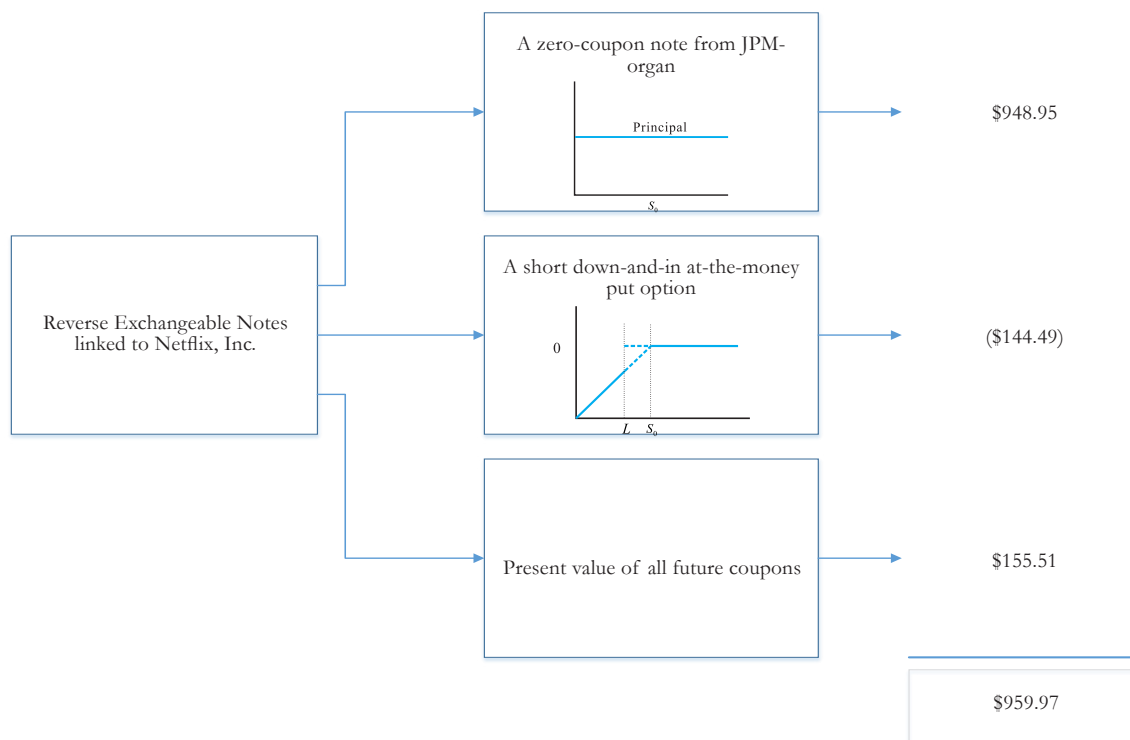 A zero-coupon note from JPM-
organ
Principal
S₀
$948.95
Reverse Exchangeable Notes
linked to Netflix, Inc.
A short down-and-in at-the-money
put option
0
L S₀
($144.49)
Present value of all future coupons
$155.51
$959.97